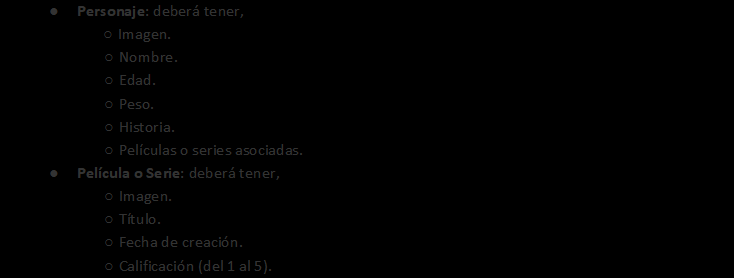 ● Personaje: deberá tener,
○ Imagen.
○ Nombre.
○ Edad.
○ Peso.
○ Historia.
○ Películas o series asociadas.
● Película o Serie: deberá tener,
○ Imagen.
○ Título.
○ Fecha de creación.
○ Calificación (del 1 al 5).